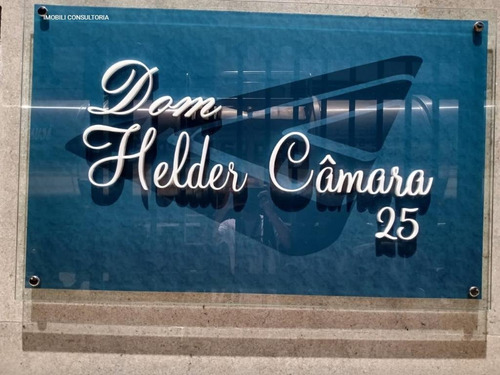 IMOBILI CONSULTORIA
Dom
Helder Câmara
25